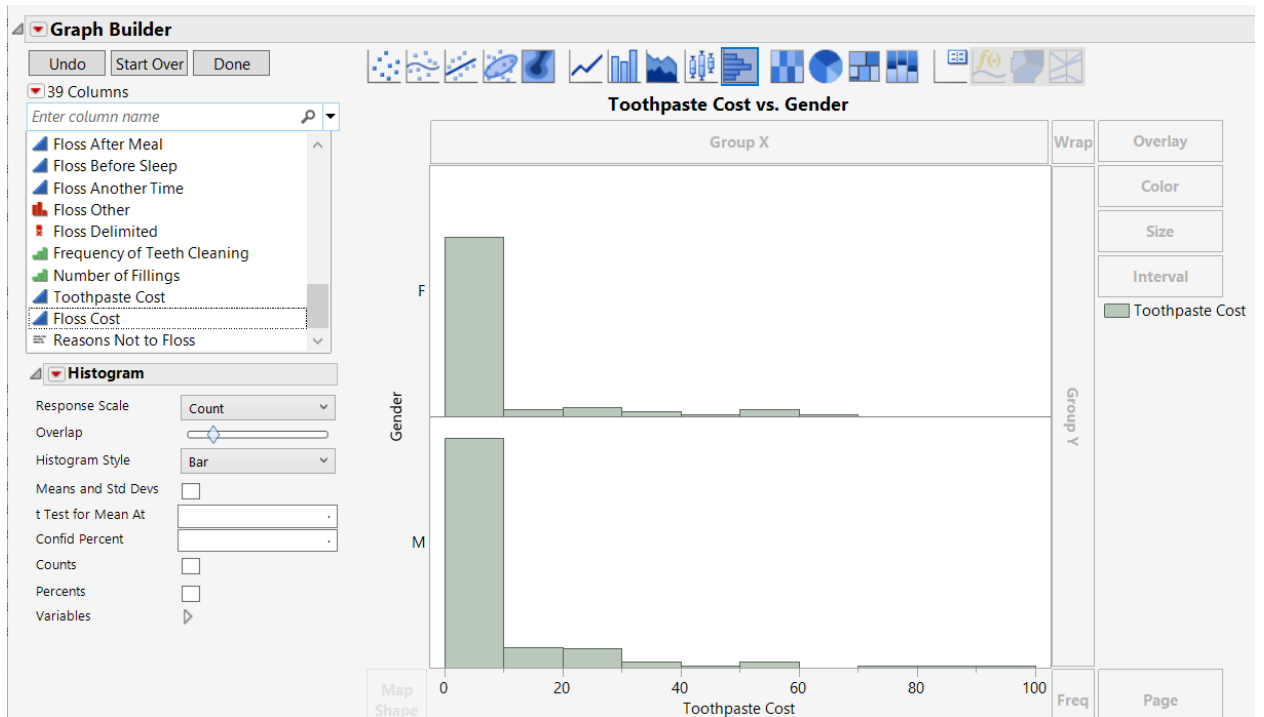 Graph Builder
Undo Start Over Done
39 Columns
Enter column name
Floss After Meal
Floss Before Sleep
Floss Another Time
Floss Other
Floss Delimited
Frequency of Teeth Cleaning
Number of Fillings
Toothpaste Cost
Floss Cost
Reasons Not to Floss
Histogram
Response Scale Count
Overlap
Histogram Style Bar
Means and Std Devs
t Test for Mean At .
Confid Percent .
Counts
Percents
Variables
Toothpaste Cost vs. Gender
Group X
Wrap
Overlay
Color
Size
Interval
Toothpaste Cost
Group Y
F
Gender
M
0 20 40 60 80 100
Toothpaste Cost
Map
Shape
Freq
Page